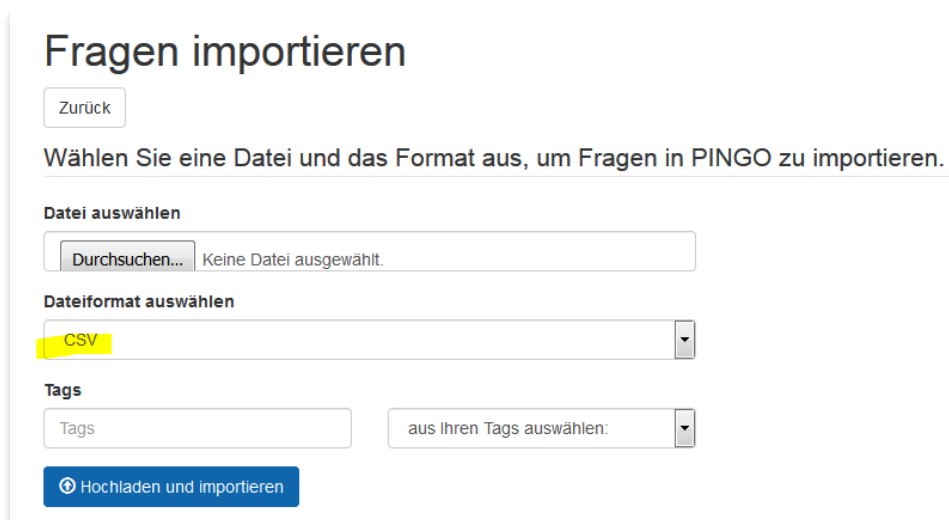 Fragen importieren
Zurück
Wählen Sie eine Datei und das Format aus, um Fragen in PINGO zu importieren.
Datei auswählen
Durchsuchen... Keine Datei ausgewählt.
Dateiformat auswählen
CSV
Tags
Tags aus Ihren Tags auswählen:
Hochladen und importieren